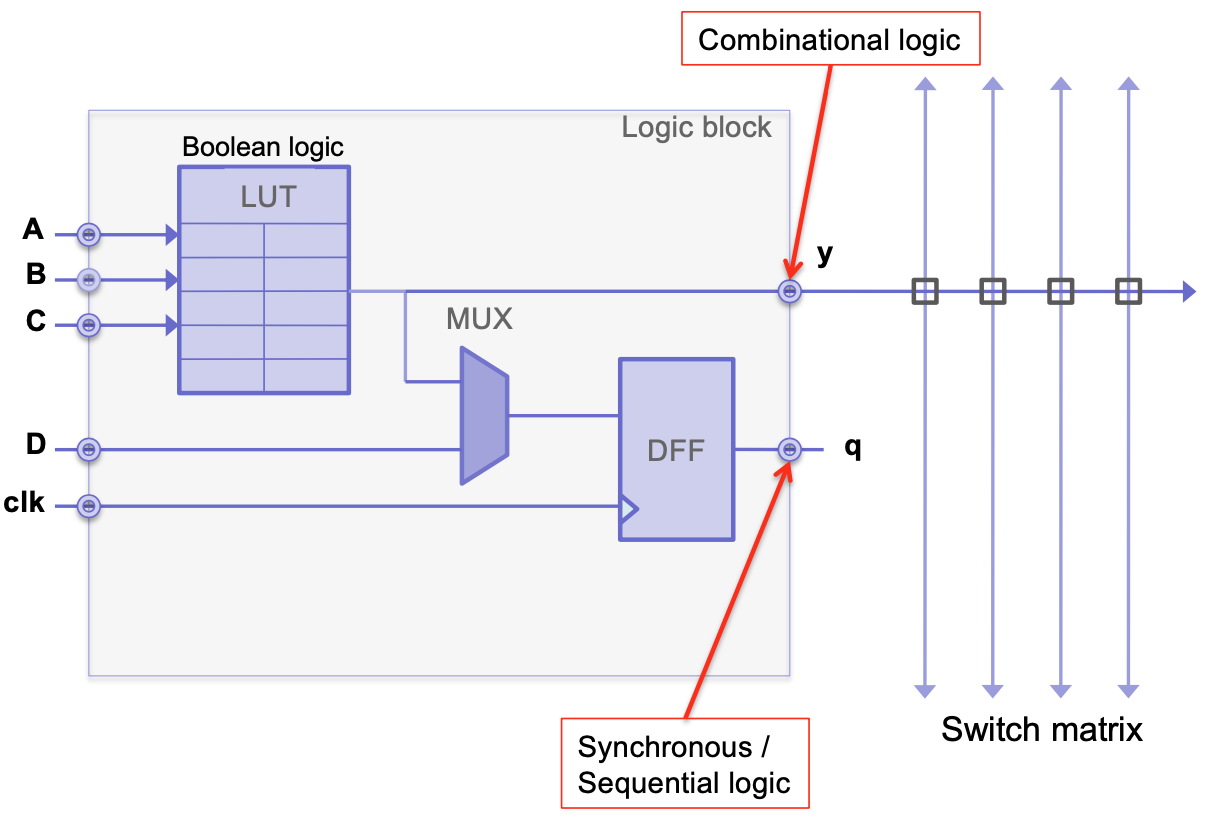 Combinational logic
Logic block
Boolean logic
LUT
A
B
C
y
MUX
D
DFF
q
clk
Synchronous /
Sequential logic
Switch matrix